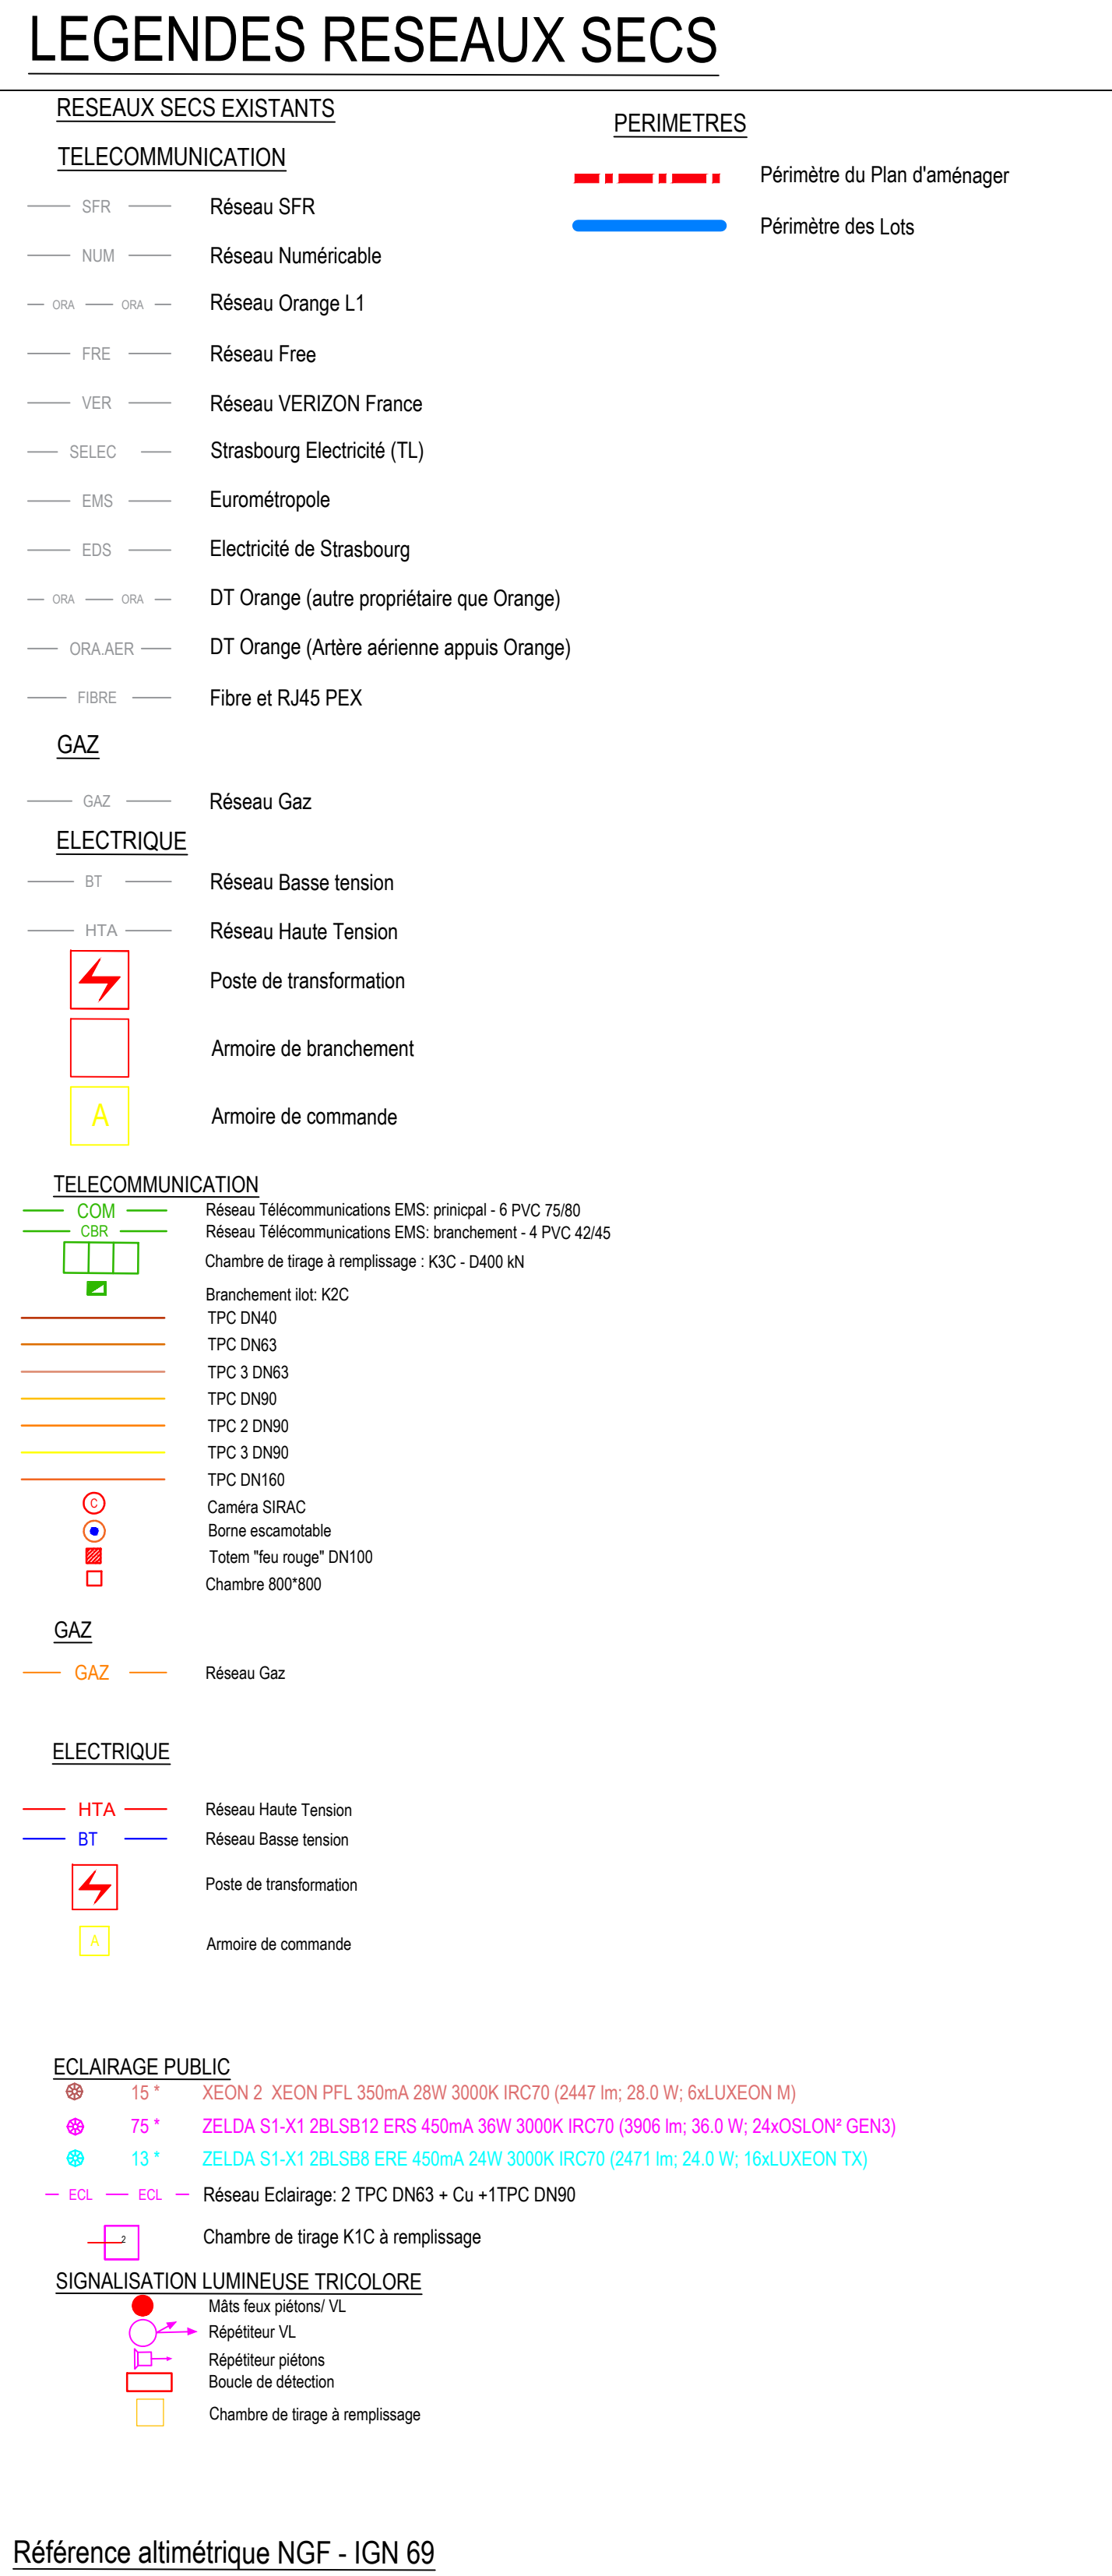 LEGENDES RESEAUX SECS
RESEAUX SECS EXISTANTS
PERIMETRES
Périmètre du Plan d'aménager
Périmètre des Lots
TELECOMMUNICATION
SFR Réseau SFR
NUM Réseau Numéricable
ORA ORA Réseau Orange L1
FRE Réseau Free
VER Réseau VERIZON France
SELEC Strasbourg Electricité (TL)
EMS Eurométropole
EDS Electricité de Strasbourg
ORA ORA DT Orange (autre propriétaire que Orange)
ORA.AER DT Orange (Artère aérienne appuis Orange)
FIBRE Fibre et RJ45 PEX
GAZ
GAZ Réseau Gaz
ELECTRIQUE
BT Réseau Basse tension
HTA Réseau Haute Tension
Poste de transformation
Armoire de branchement
A Armoire de commande
TELECOMMUNICATION
COM Réseau Télécommunications EMS: prinicpal - 6 PVC 75/80
CBR Réseau Télécommunications EMS: branchement - 4 PVC 42/45
Chambre de tirage à remplissage : K3C - D400 kN
Branchement ilot: K2C
TPC DN40
TPC DN63
TPC 3 DN63
TPC DN90
TPC 2 DN90
TPC 3 DN90
TPC DN160
C Caméra SIRAC
Borne escamotable
Totem "feu rouge" DN100
Chambre 800*800
GAZ
GAZ Réseau Gaz
ELECTRIQUE
HTA Réseau Haute Tension
BT Réseau Basse tension
Poste de transformation
A Armoire de commande
ECLAIRAGE PUBLIC
15 * XEON 2 XEON PFL 350mA 28W 3000K IRC70 (2447 lm; 28.0 W; 6xLUXEON M)
75 * ZELDA S1-X1 2BLSB12 ERS 450mA 36W 3000K IRC70 (3906 lm; 36.0 W; 24xOSLON² GEN3)
13 * ZELDA S1-X1 2BLSB8 ERE 450mA 24W 3000K IRC70 (2471 lm; 24.0 W; 16xLUXEON TX)
ECL ECL Réseau Eclairage: 2 TPC DN63 + Cu +1TPC DN90
2 Chambre de tirage K1C à remplissage
SIGNALISATION LUMINEUSE TRICOLORE
Mâts feux piétons/ VL
Répétiteur VL
Répétiteur piétons
Boucle de détection
Chambre de tirage à remplissage
Référence altimétrique NGF - IGN 69